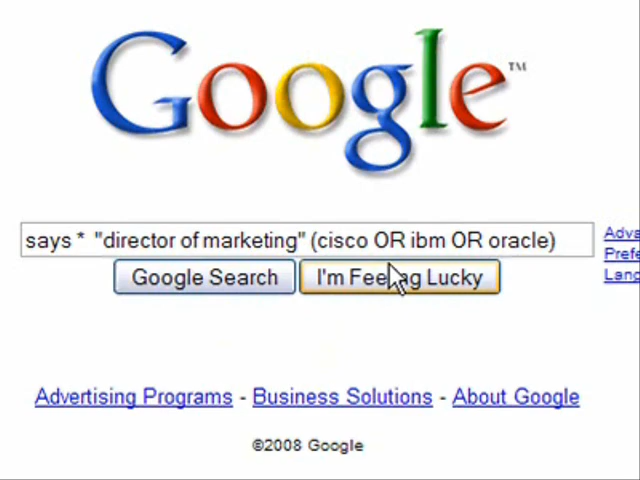 Google™
says * "director of marketing" (cisco OR ibm OR oracle)
Google Search
I'm Feeling Lucky
Advertising Programs - Business Solutions - About Google
©2008 Google